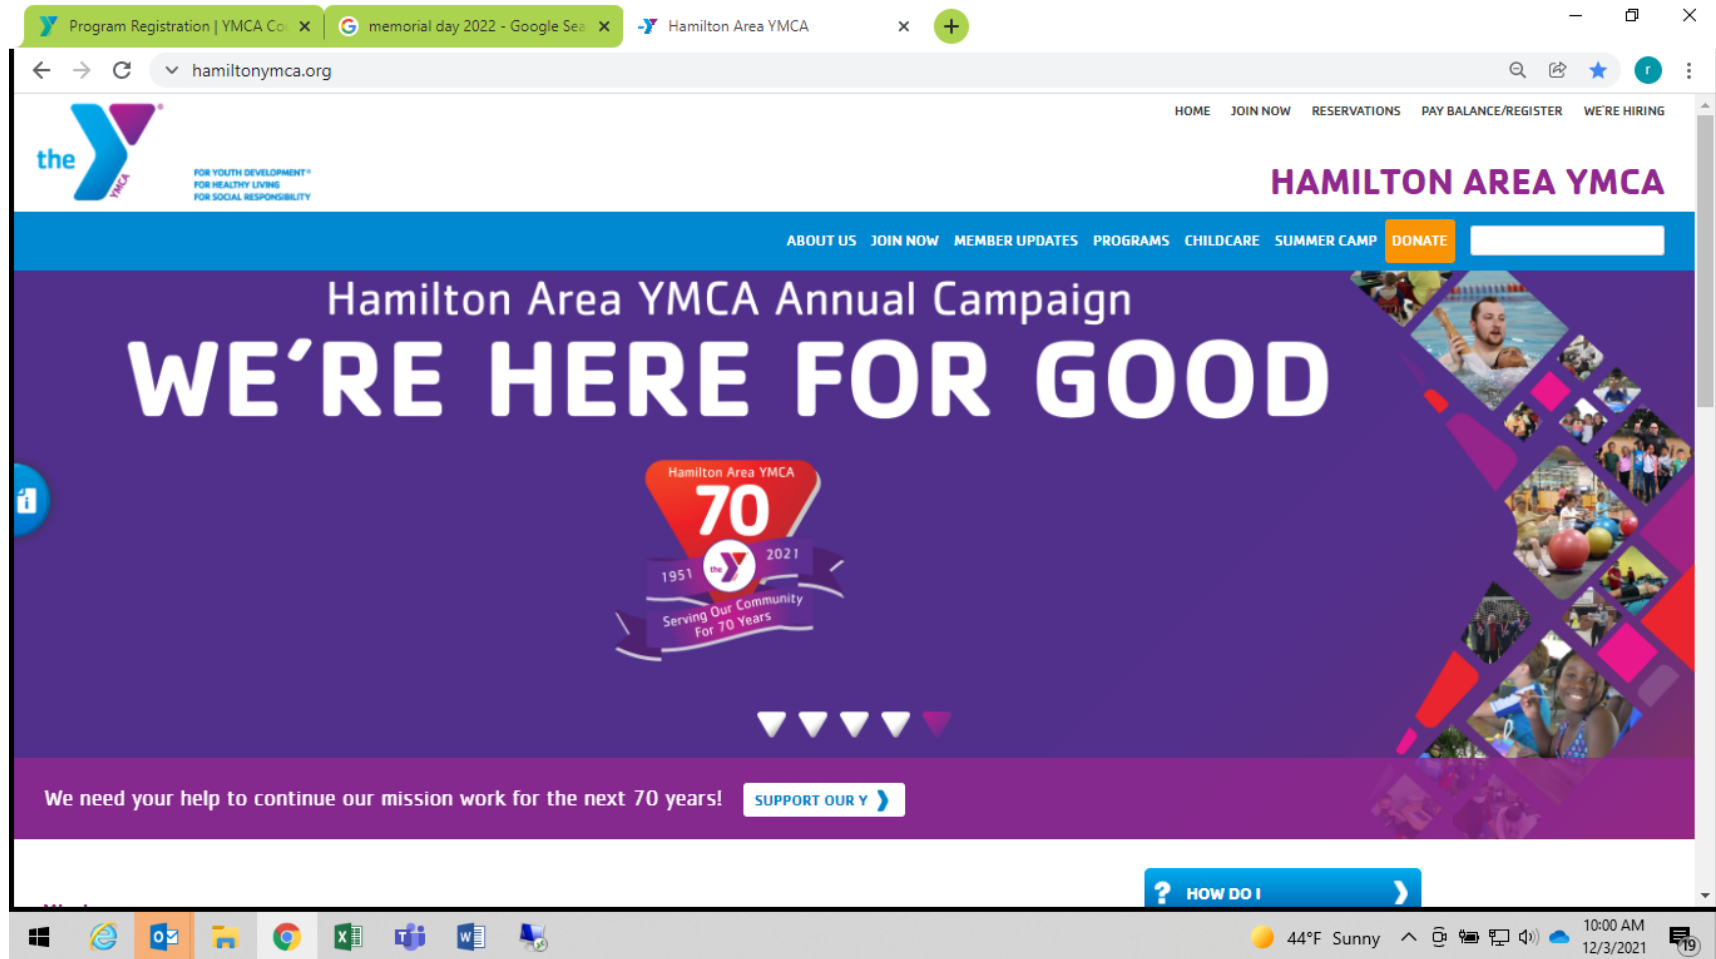 Program Registration | YMCA Co
memorial day 2022 - Google Sea
Hamilton Area YMCA
hamiltonymca.org
r
HOME JOIN NOW RESERVATIONS PAY BALANCE/REGISTER WE'RE HIRING
the
YMCA
FOR YOUTH DEVELOPMENT®
FOR HEALTHY LIVING
FOR SOCIAL RESPONSIBILITY
HAMILTON AREA YMCA
ABOUT US JOIN NOW MEMBER UPDATES PROGRAMS CHILDCARE SUMMER CAMP DONATE
Hamilton Area YMCA Annual Campaign
WE´RE HERE FOR GOOD
Hamilton Area YMCA
70
1951 the 2021
Serving Our Community
For 70 Years
We need your help to continue our mission work for the next 70 years! SUPPORT OUR Y
? HOW DO I
44°F Sunny
10:00 AM
12/3/2021
19